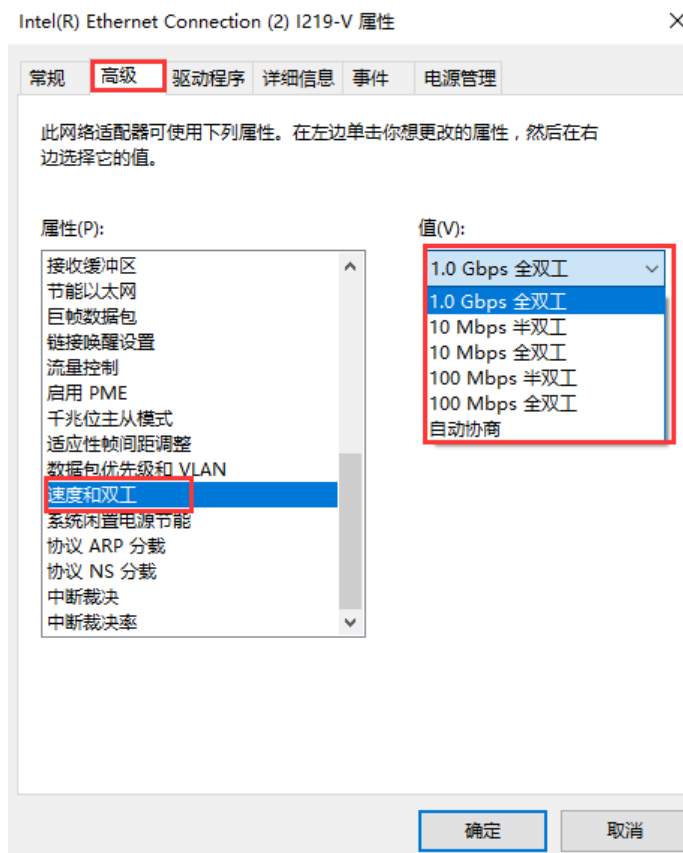 Intel(R) Ethernet Connection (2) I219-V 属性
常规 高级 驱动程序 详细信息 事件 电源管理
此网络适配器可使用下列属性。在左边单击你想更改的属性，然后在右
边选择它的值。
属性(P):
接收缓冲区
节能以太网
巨帧数据包
链接唤醒设置
流量控制
启用 PME
千兆位主从模式
适应性帧间距调整
数据包优先级和 VLAN
速度和双工
系统闲置电源节能
协议 ARP 分载
协议 NS 分载
中断裁决
中断裁决率
值(V):
1.0 Gbps 全双工
1.0 Gbps 全双工
10 Mbps 半双工
10 Mbps 全双工
100 Mbps 半双工
100 Mbps 全双工
自动协商
确定 取消